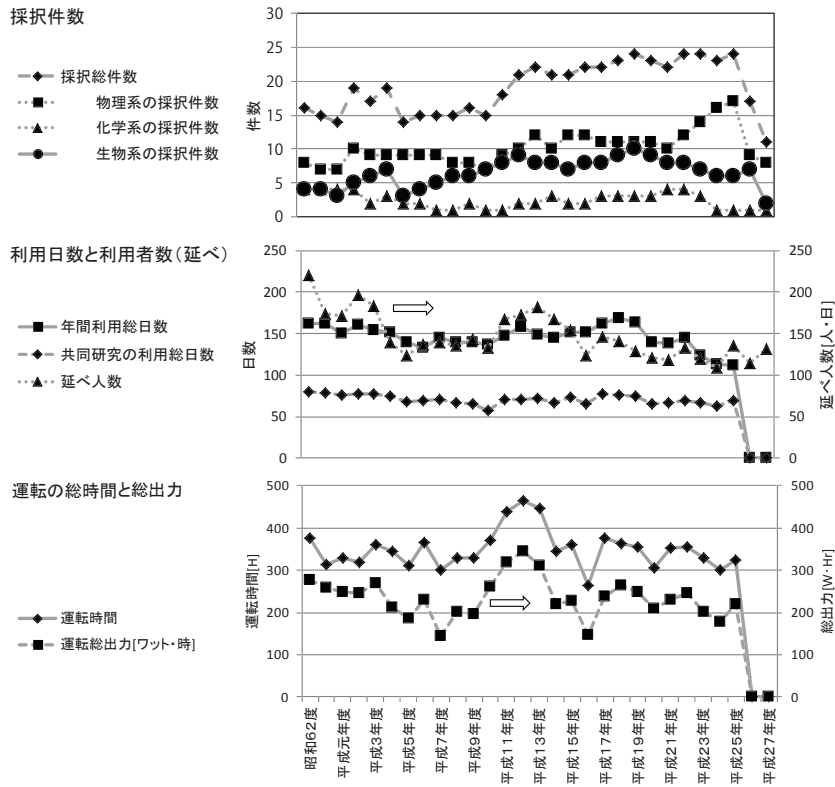 採択件数
採択総件数
物理系の採択件数
化学系の採択件数
生物系の採択件数
件数
30
25
20
15
10
5
0
利用日数と利用者数（延べ）
年間利用総日数
共同研究の利用総日数
延べ人数
日数
250
200
150
100
50
0
250
200
150
100
50
0
延べ人数[人・日]
運転の総時間と総出力
運転時間
運転総出力[ワット・時]
運転時間[H]
500
400
300
200
100
0
500
400
300
200
100
0
総出力[W・Hr]
昭和62度
平成元年度
平成3年度
平成5年度
平成7年度
平成9年度
平成11年度
平成13年度
平成15年度
平成17年度
平成19年度
平成21年度
平成23年度
平成25年度
平成27年度